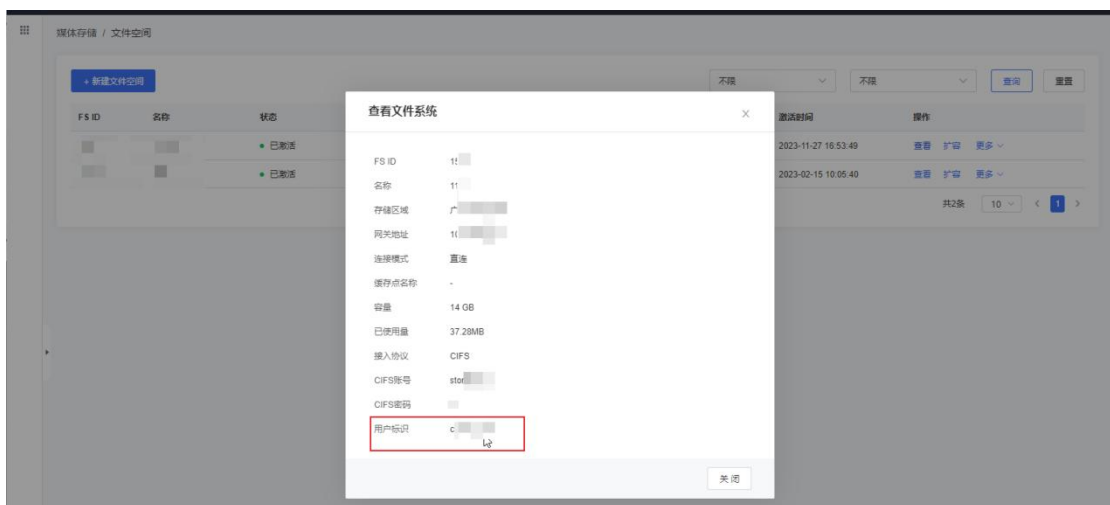 媒体存储 / 文件空间
+ 新建文件空间
不限
不限
查询
重置
FS ID 名称 状态 激活时间 操作
已激活 2023-11-27 16:53:49 查看 扩容 更多
已激活 2023-02-15 10:05:40 查看 扩容 更多
共2条 10 1
查看文件系统
FS ID 15
名称 11
存储区域 广
网关地址 10
连接模式 直连
缓存点名称 -
容量 14 GB
已使用量 37.28MB
接入协议 CIFS
CIFS账号 stor
CIFS密码
用户标识 c
关闭